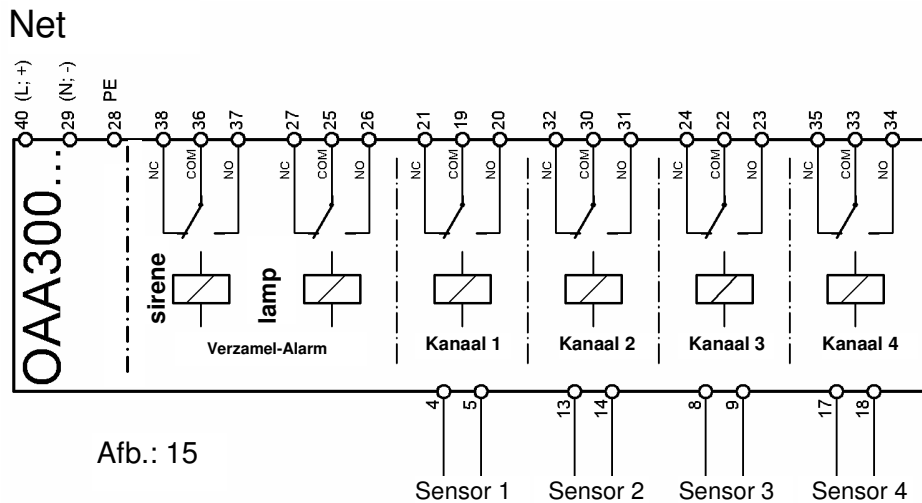 Net
40 (L; +)
29 (N; -)
28 PE
38
36
37
27
25
26
21
19
20
32
30
31
24
22
23
35
33
34
NC COM NO
NC COM NO
NC COM NO
NC COM NO
NC COM NO
NC COM NO
OAA300...
sirene
lamp
Verzamel-Alarm
Kanaal 1
Kanaal 2
Kanaal 3
Kanaal 4
4
5
13
14
8
9
17
18
Afb.: 15
Sensor 1
Sensor 2
Sensor 3
Sensor 4